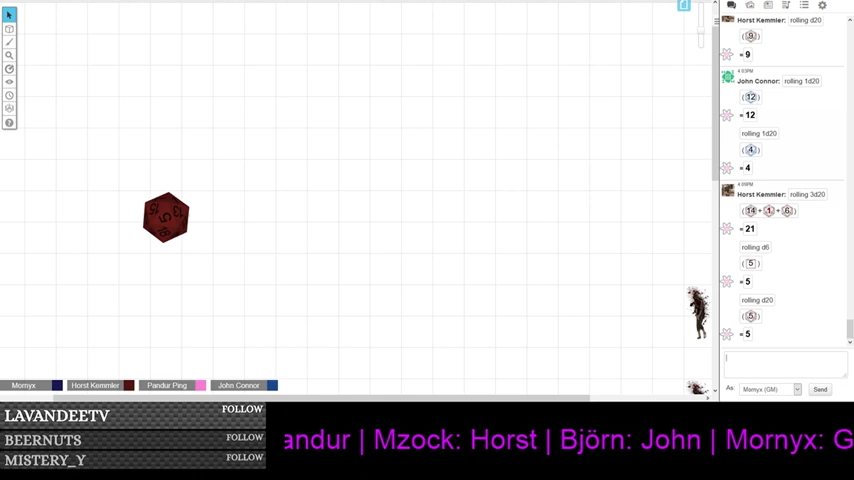 Horst Kemmler: rolling d20
(9)
= 9
4:03PM
John Connor: rolling 1d20
(12)
= 12
rolling 1d20
(4)
= 4
4:09PM
Horst Kemmler: rolling 3d20
(14+1+6)
= 21
rolling d6
(5)
= 5
rolling d20
(5)
= 5
15 13 5
Mornyx Horst Kemmler Pandur Ping John Connor
As: Mornyx (GM) Send
LAVANDEETV FOLLOW
BEERNUTS FOLLOW
MISTERY_Y FOLLOW
andur | Mzock: Horst | Björn: John | Mornyx: G